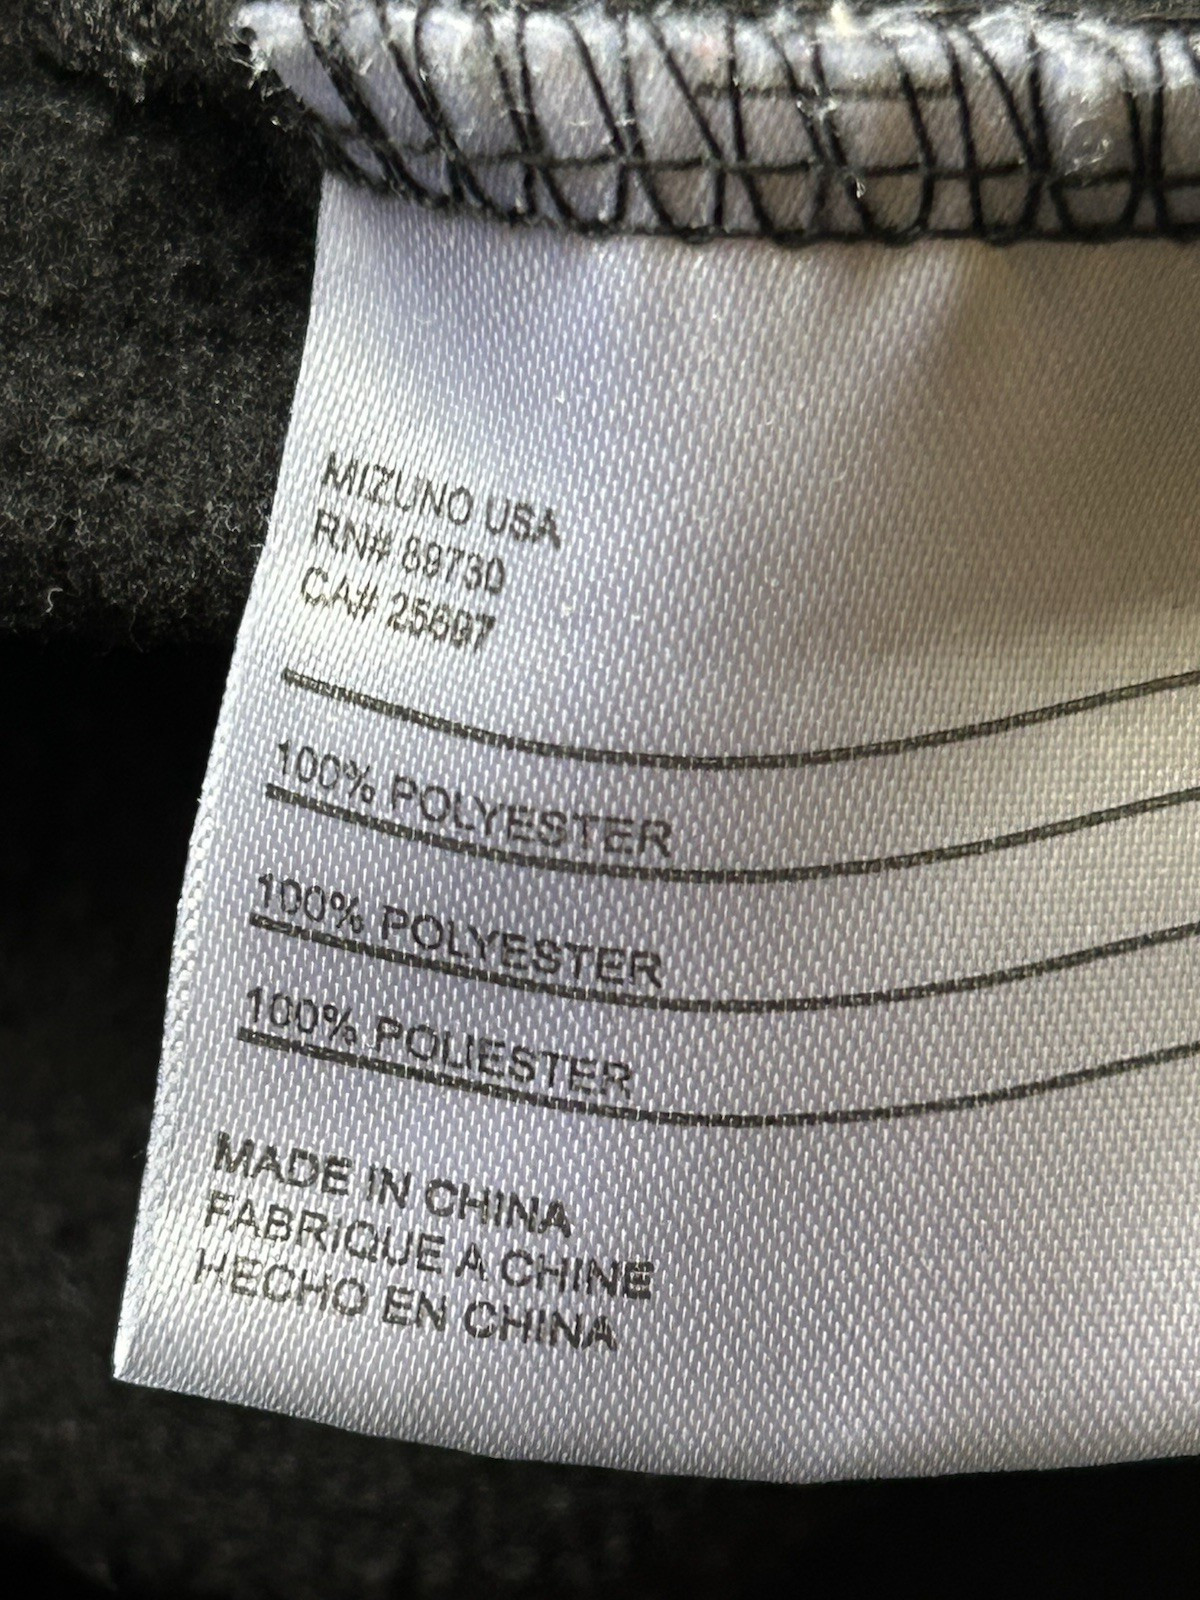 MIZUNO USA
RN# 89730
CA# 25697
100% POLYESTER
100% POLYESTER
100% POLIESTER
MADE IN CHINA
FABRIQUE A CHINE
HECHO EN CHINA